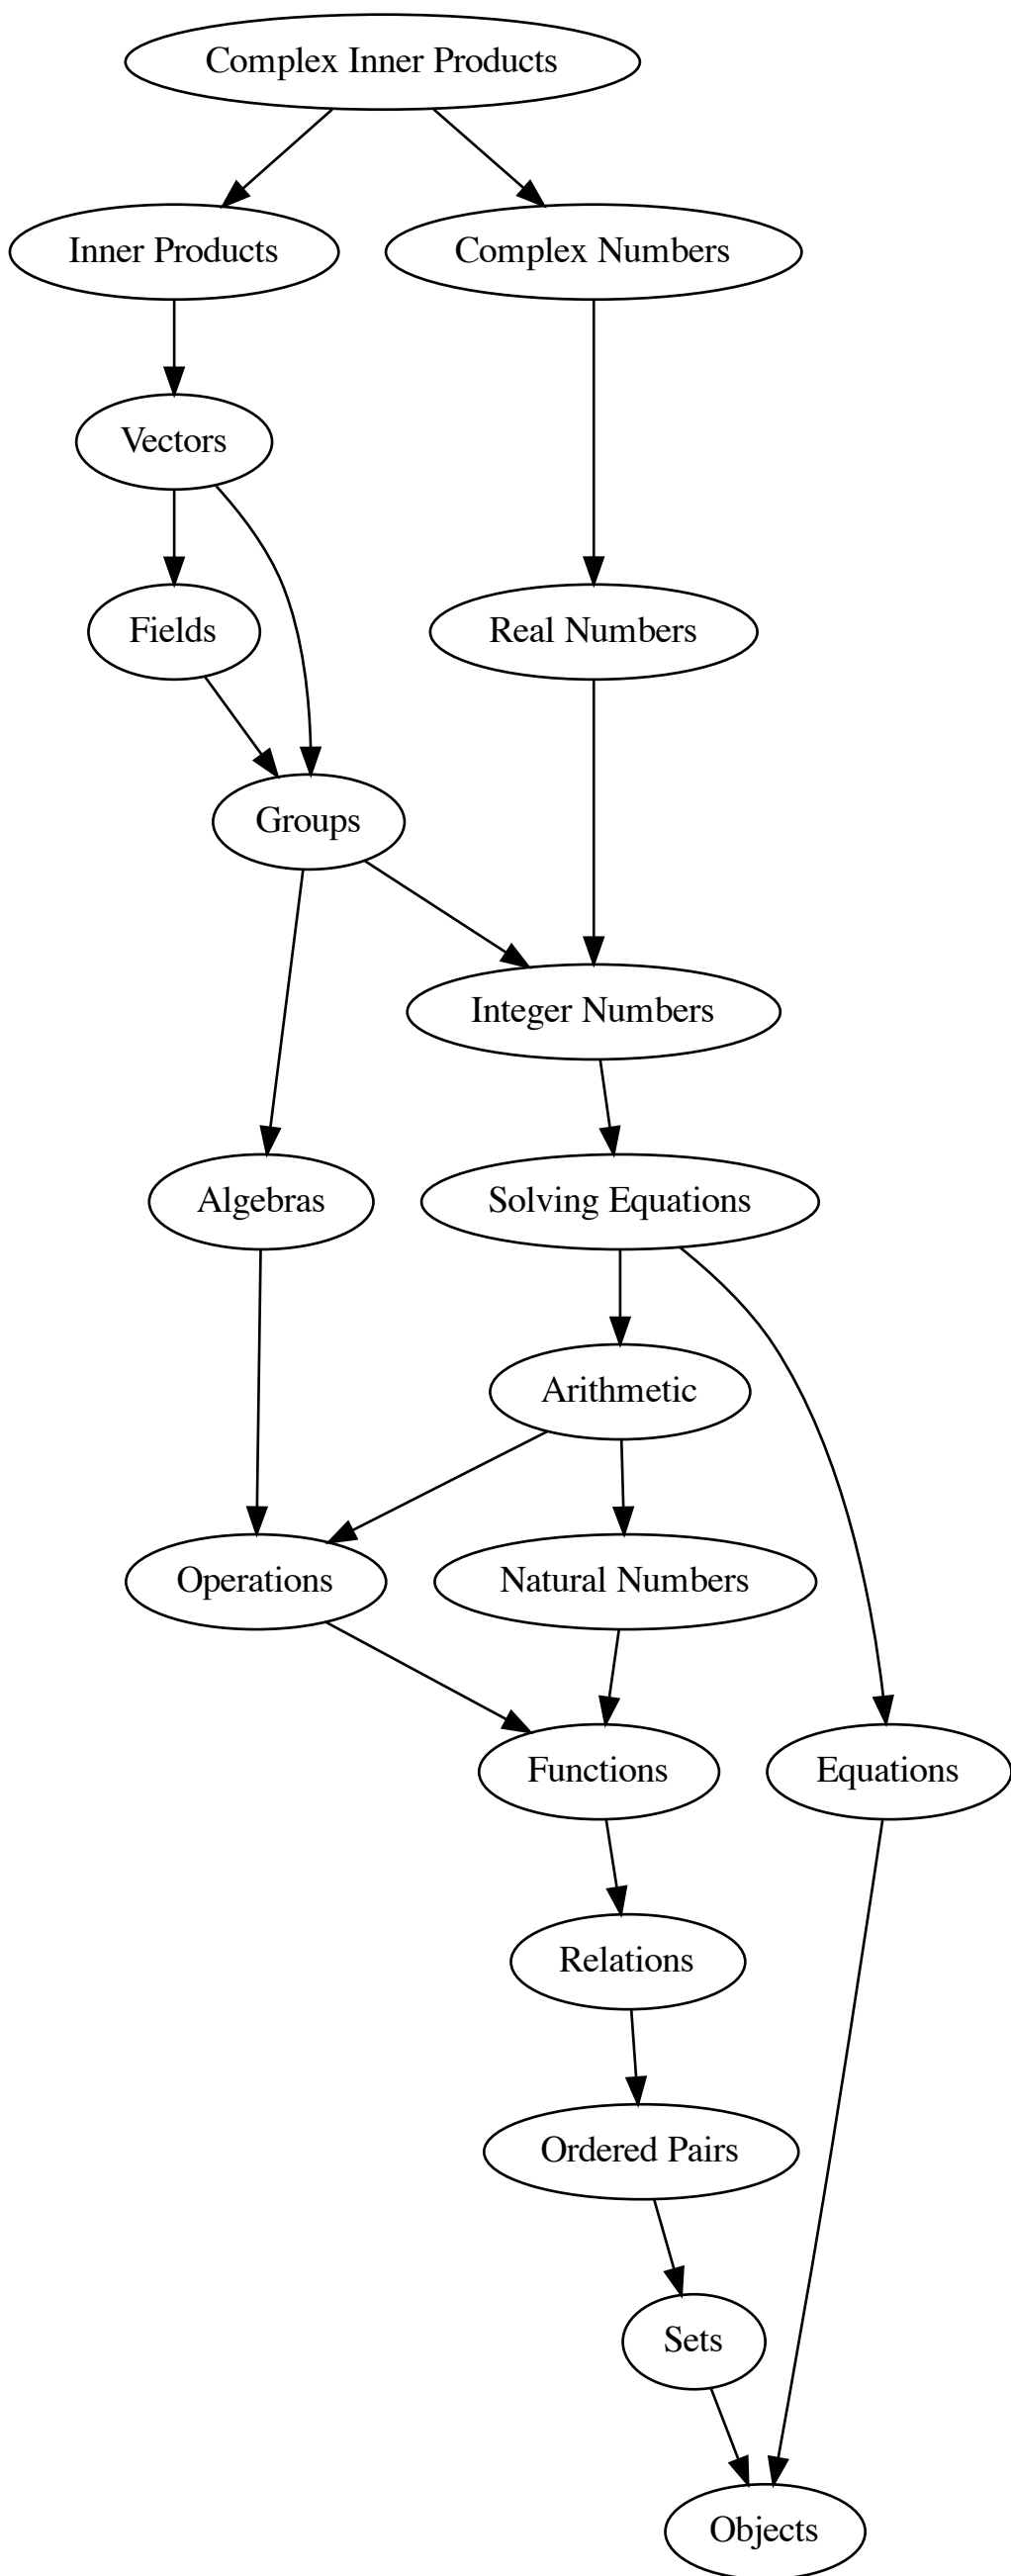 Complex Inner Products
Inner Products
Complex Numbers
Vectors
Fields
Real Numbers
Groups
Integer Numbers
Algebras
Solving Equations
Arithmetic
Operations
Natural Numbers
Functions
Equations
Relations
Ordered Pairs
Sets
Objects